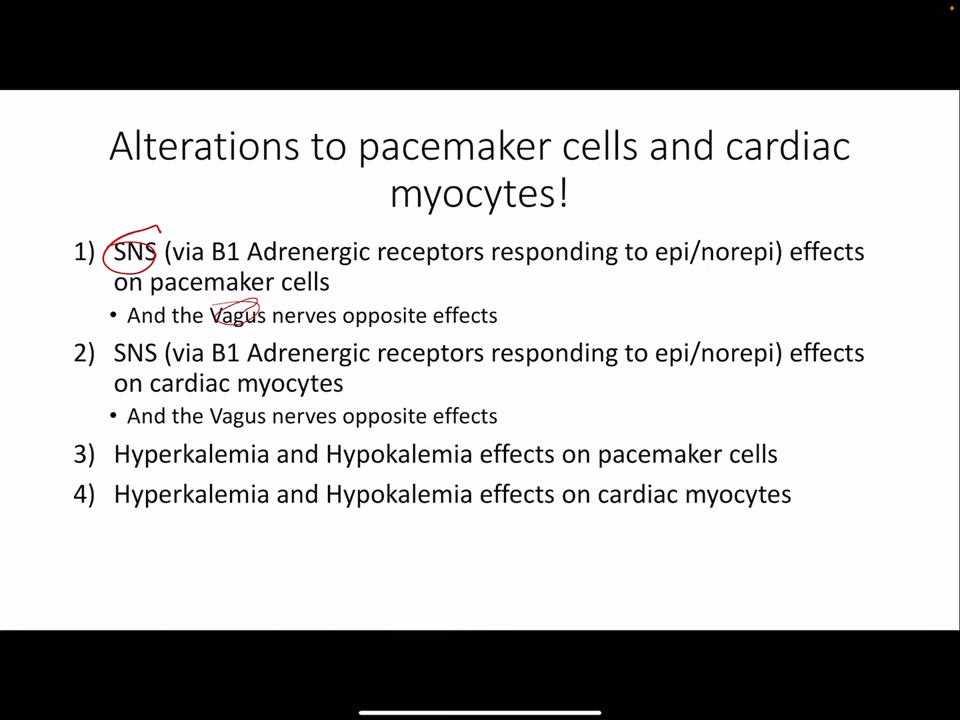 Alterations to pacemaker cells and cardiac
myocytes!
1) SNS (via B1 Adrenergic receptors responding to epi/norepi) effects
on pacemaker cells
• And the Vagus nerves opposite effects
2) SNS (via B1 Adrenergic receptors responding to epi/norepi) effects
on cardiac myocytes
• And the Vagus nerves opposite effects
3) Hyperkalemia and Hypokalemia effects on pacemaker cells
4) Hyperkalemia and Hypokalemia effects on cardiac myocytes